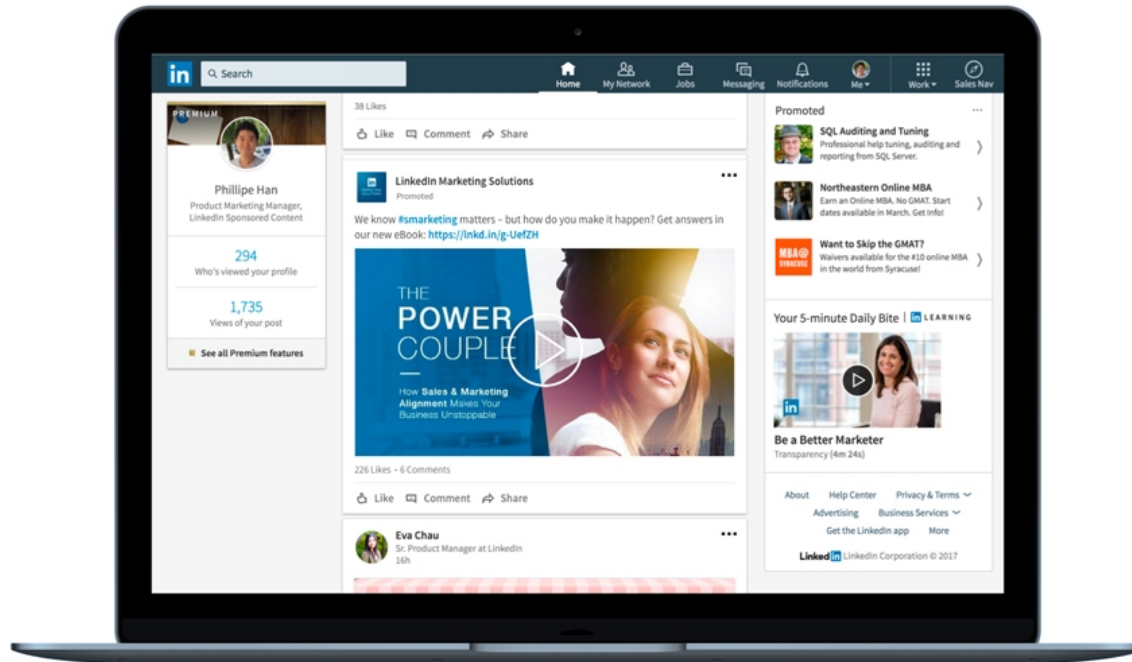 in
Search
Home
My Network
Jobs
Messaging
Notifications
Me
Work
Sales Nav
PREMIUM
Phillipe Han
Product Marketing Manager,
LinkedIn Sponsored Content
294
Who's viewed your profile
1,735
Views of your post
See all Premium features
38 Likes
Like Comment Share
LinkedIn Marketing Solutions
Promoted
We know #smarketing matters – but how do you make it happen? Get answers in
our new eBook: https://lnkd.in/g-UefZH
THE
POWER
COUPLE
How Sales & Marketing
Alignment Makes Your
Business Unstoppable
226 Likes • 6 Comments
Like Comment Share
Eva Chau
Sr. Product Manager at LinkedIn
16h
Promoted
SQL Auditing and Tuning
Professional help tuning, auditing and
reporting from SQL Server.
Northeastern Online MBA
Earn an Online MBA. No GMAT. Start
dates available in March. Get Info!
MBA@
SYRACUSE
Want to Skip the GMAT?
Waivers available for the #10 online MBA
in the world from Syracuse!
Your 5-minute Daily Bite | in LEARNING
in
Be a Better Marketer
Transparency (4m 24s)
About Help Center Privacy & Terms
Advertising Business Services
Get the LinkedIn app More
Linked in LinkedIn Corporation © 2017